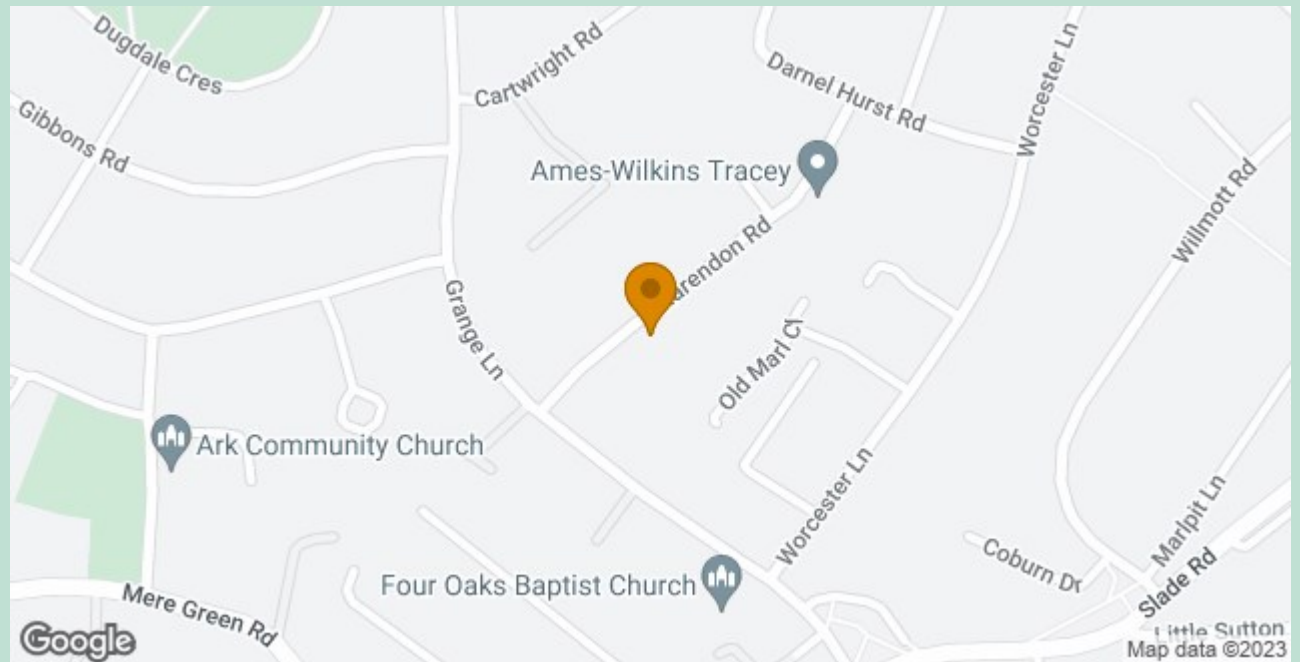 Dugdale Cres
Cartwright Rd
Darnel Hurst Rd
Worcester Ln
Gibbons Rd
Ames-Wilkins Tracey
Willmott Rd
arendon Rd
Grange Ln
Old Marl Cl
Ark Community Church
Worcester Ln
Marlpit Ln
Coburn Dr
Four Oaks Baptist Church
Slade Rd
Mere Green Rd
Little Sutton
Google
Map data ©2023